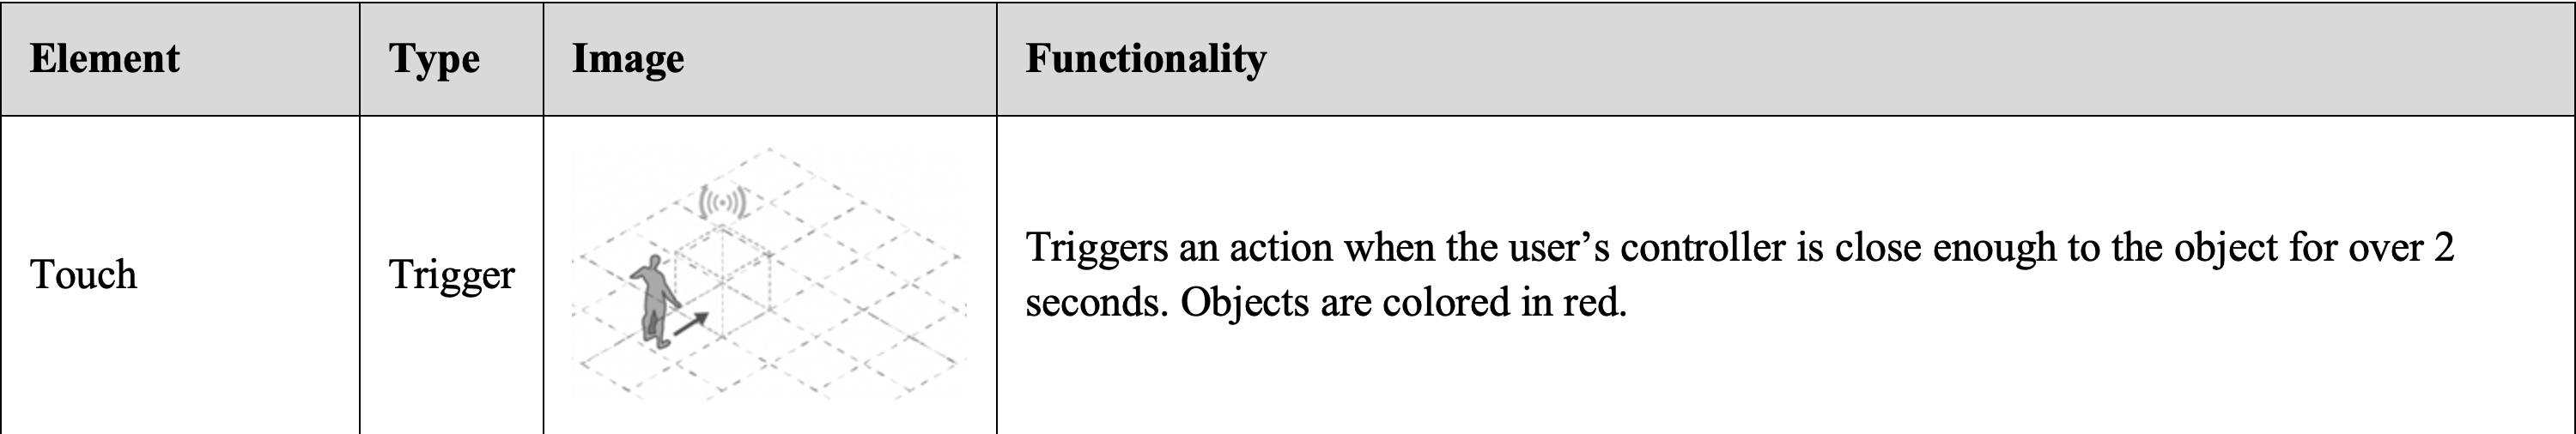 Element Type Image Functionality
Touch Trigger Triggers an action when the user’s controller is close enough to the object for over 2
seconds. Objects are colored in red.